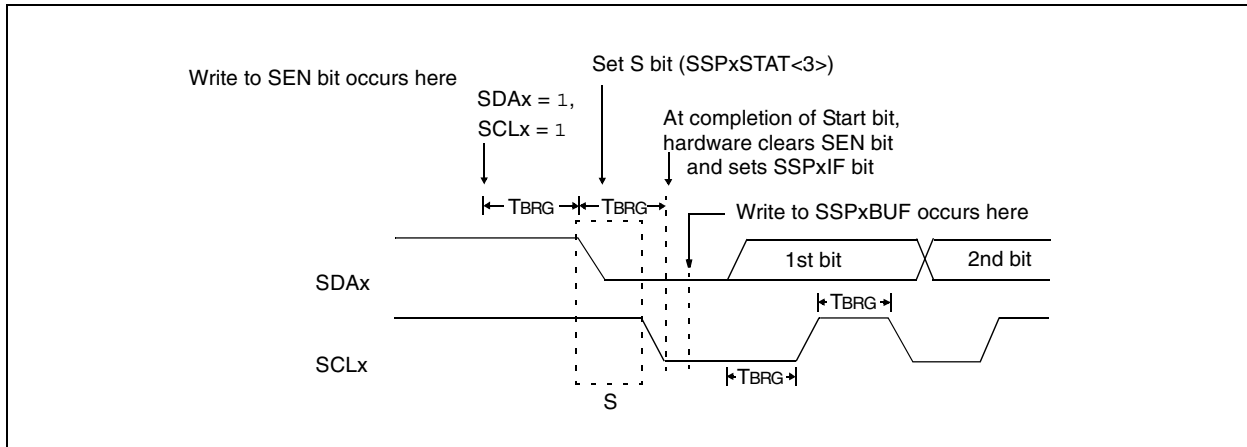 Write to SEN bit occurs here
Set S bit (SSPxSTAT<3>)
SDAx = 1,
SCLx = 1
At completion of Start bit,
hardware clears SEN bit
and sets SSPxIF bit
TBRG
TBRG
Write to SSPxBUF occurs here
SDAx
1st bit
2nd bit
TBRG
SCLx
TBRG
S